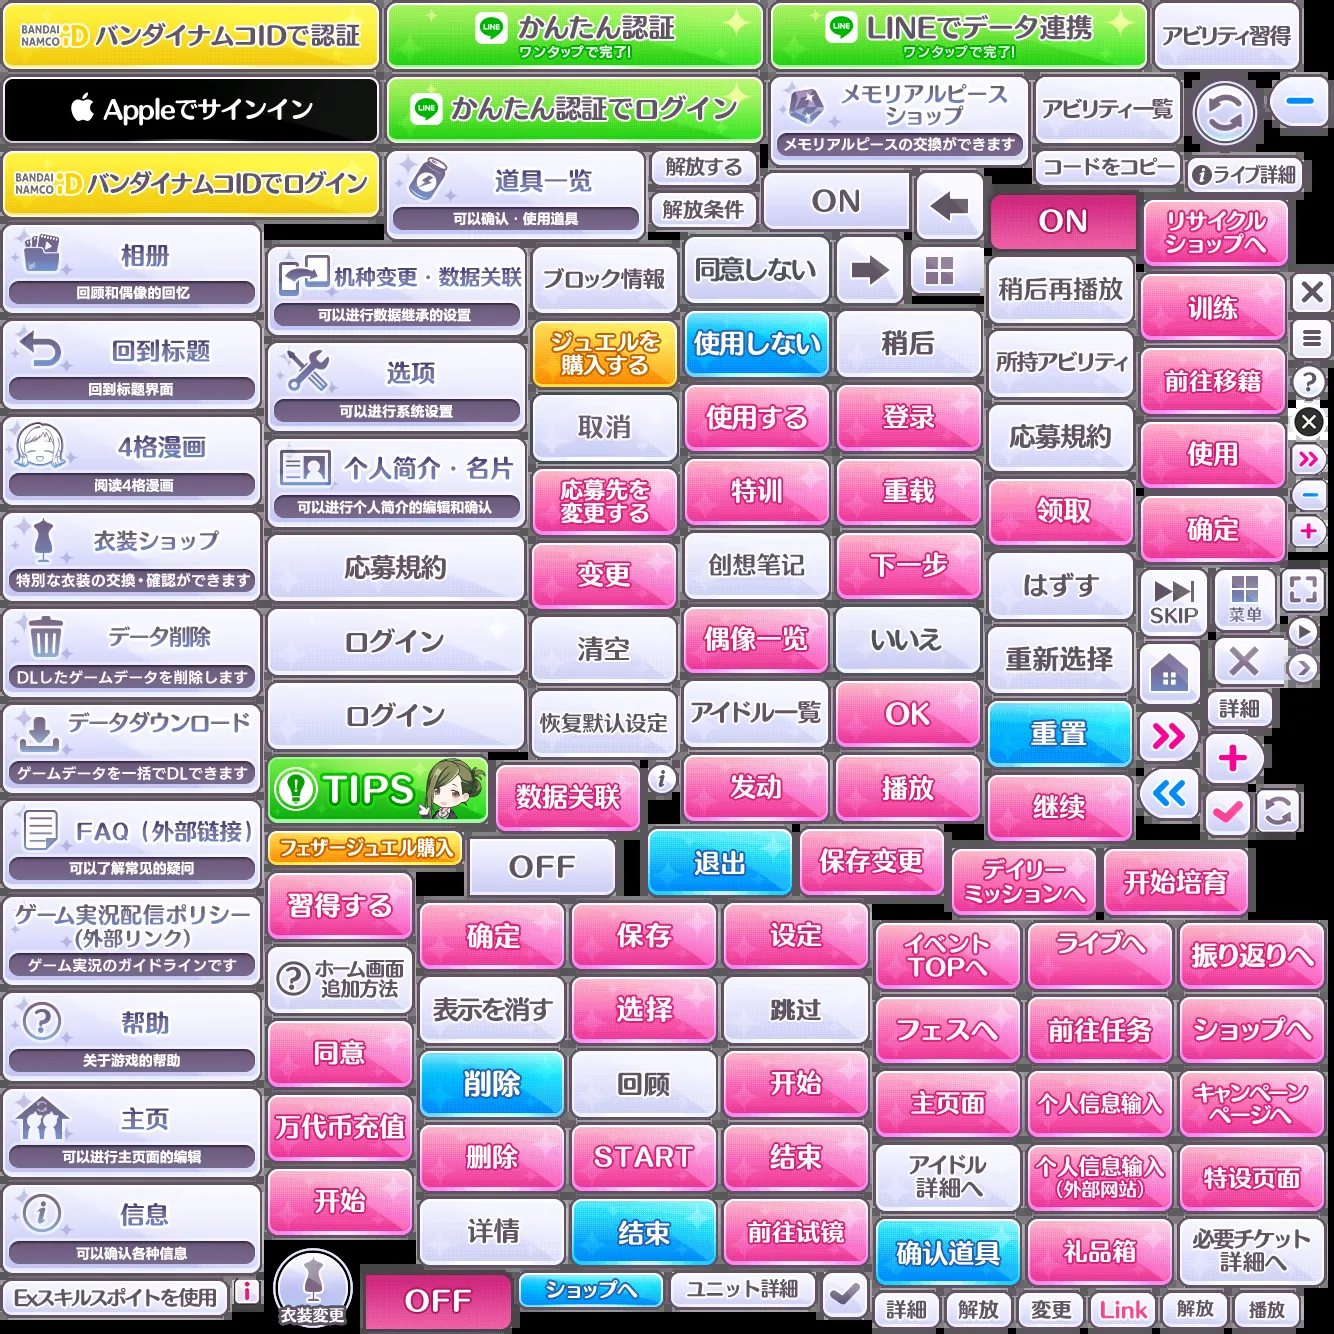 BANDAI NAMCO iD バンダイナムコIDで認証
LINE かんたん認証
ワンタップで完了!
LINE LINEでデータ連携
ワンタップで完了!
アビリティ習得
Appleでサインイン
LINE かんたん認証でログイン
メモリアルピース
ショップ
メモリアルピースの交換ができます
アビリティ一覧
BANDAI NAMCO iD バンダイナムコIDでログイン
道具一览
可以确认·使用道具
解放する
解放条件
コードをコピー
ライブ詳細
ON
ON
リサイクル
ショップへ
相册
回顾和偶像的回忆
机种变更·数据关联
可以进行数据继承的设置
ブロック情報
同意しない
稍后再播放
训练
回到标题
回到标题界面
选项
可以进行系统设置
ジュエルを
購入する
使用しない
稍后
所持アビリティ
前往移籍
4格漫画
阅读4格漫画
个人简介·名片
可以进行个人简介的编辑和确认
取消
使用する
登录
応募規約
使用
応募先を
変更する
特训
重载
领取
确定
衣装ショップ
特別な衣装の交換・確認ができます
応募規約
变更
创想笔记
下一步
はずす
SKIP
菜单
データ削除
DLしたゲームデータを削除します
ログイン
清空
偶像一览
いいえ
重新选择
データダウンロード
ゲームデータを一括でDLできます
ログイン
恢复默认设定
アイドル一覧
OK
重置
詳細
TIPS
数据关联
发动
播放
继续
FAQ（外部链接）
可以了解常见的疑问
フェザージュエル購入
OFF
退出
保存变更
デイリー
ミッションへ
开始培育
ゲーム実況配信ポリシー
(外部リンク)
ゲーム実況のガイドラインです
習得する
确定
保存
设定
イベント
TOPへ
ライブへ
振り返りへ
ホーム画面
追加方法
表示を消す
选择
跳过
フェスへ
前往任务
ショップへ
帮助
关于游戏的帮助
同意
削除
回顾
开始
主页面
个人信息输入
キャンペーン
ページへ
主页
可以进行主页面的编辑
万代币充值
删除
START
结束
アイドル
詳細へ
个人信息输入
(外部网站)
特设页面
信息
可以确认各种信息
开始
详情
结束
前往试镜
确认道具
礼品箱
必要チケット
詳細へ
Exスキルスポイトを使用
衣装変更
OFF
ショップへ
ユニット詳細
詳細
解放
变更
Link
解放
播放